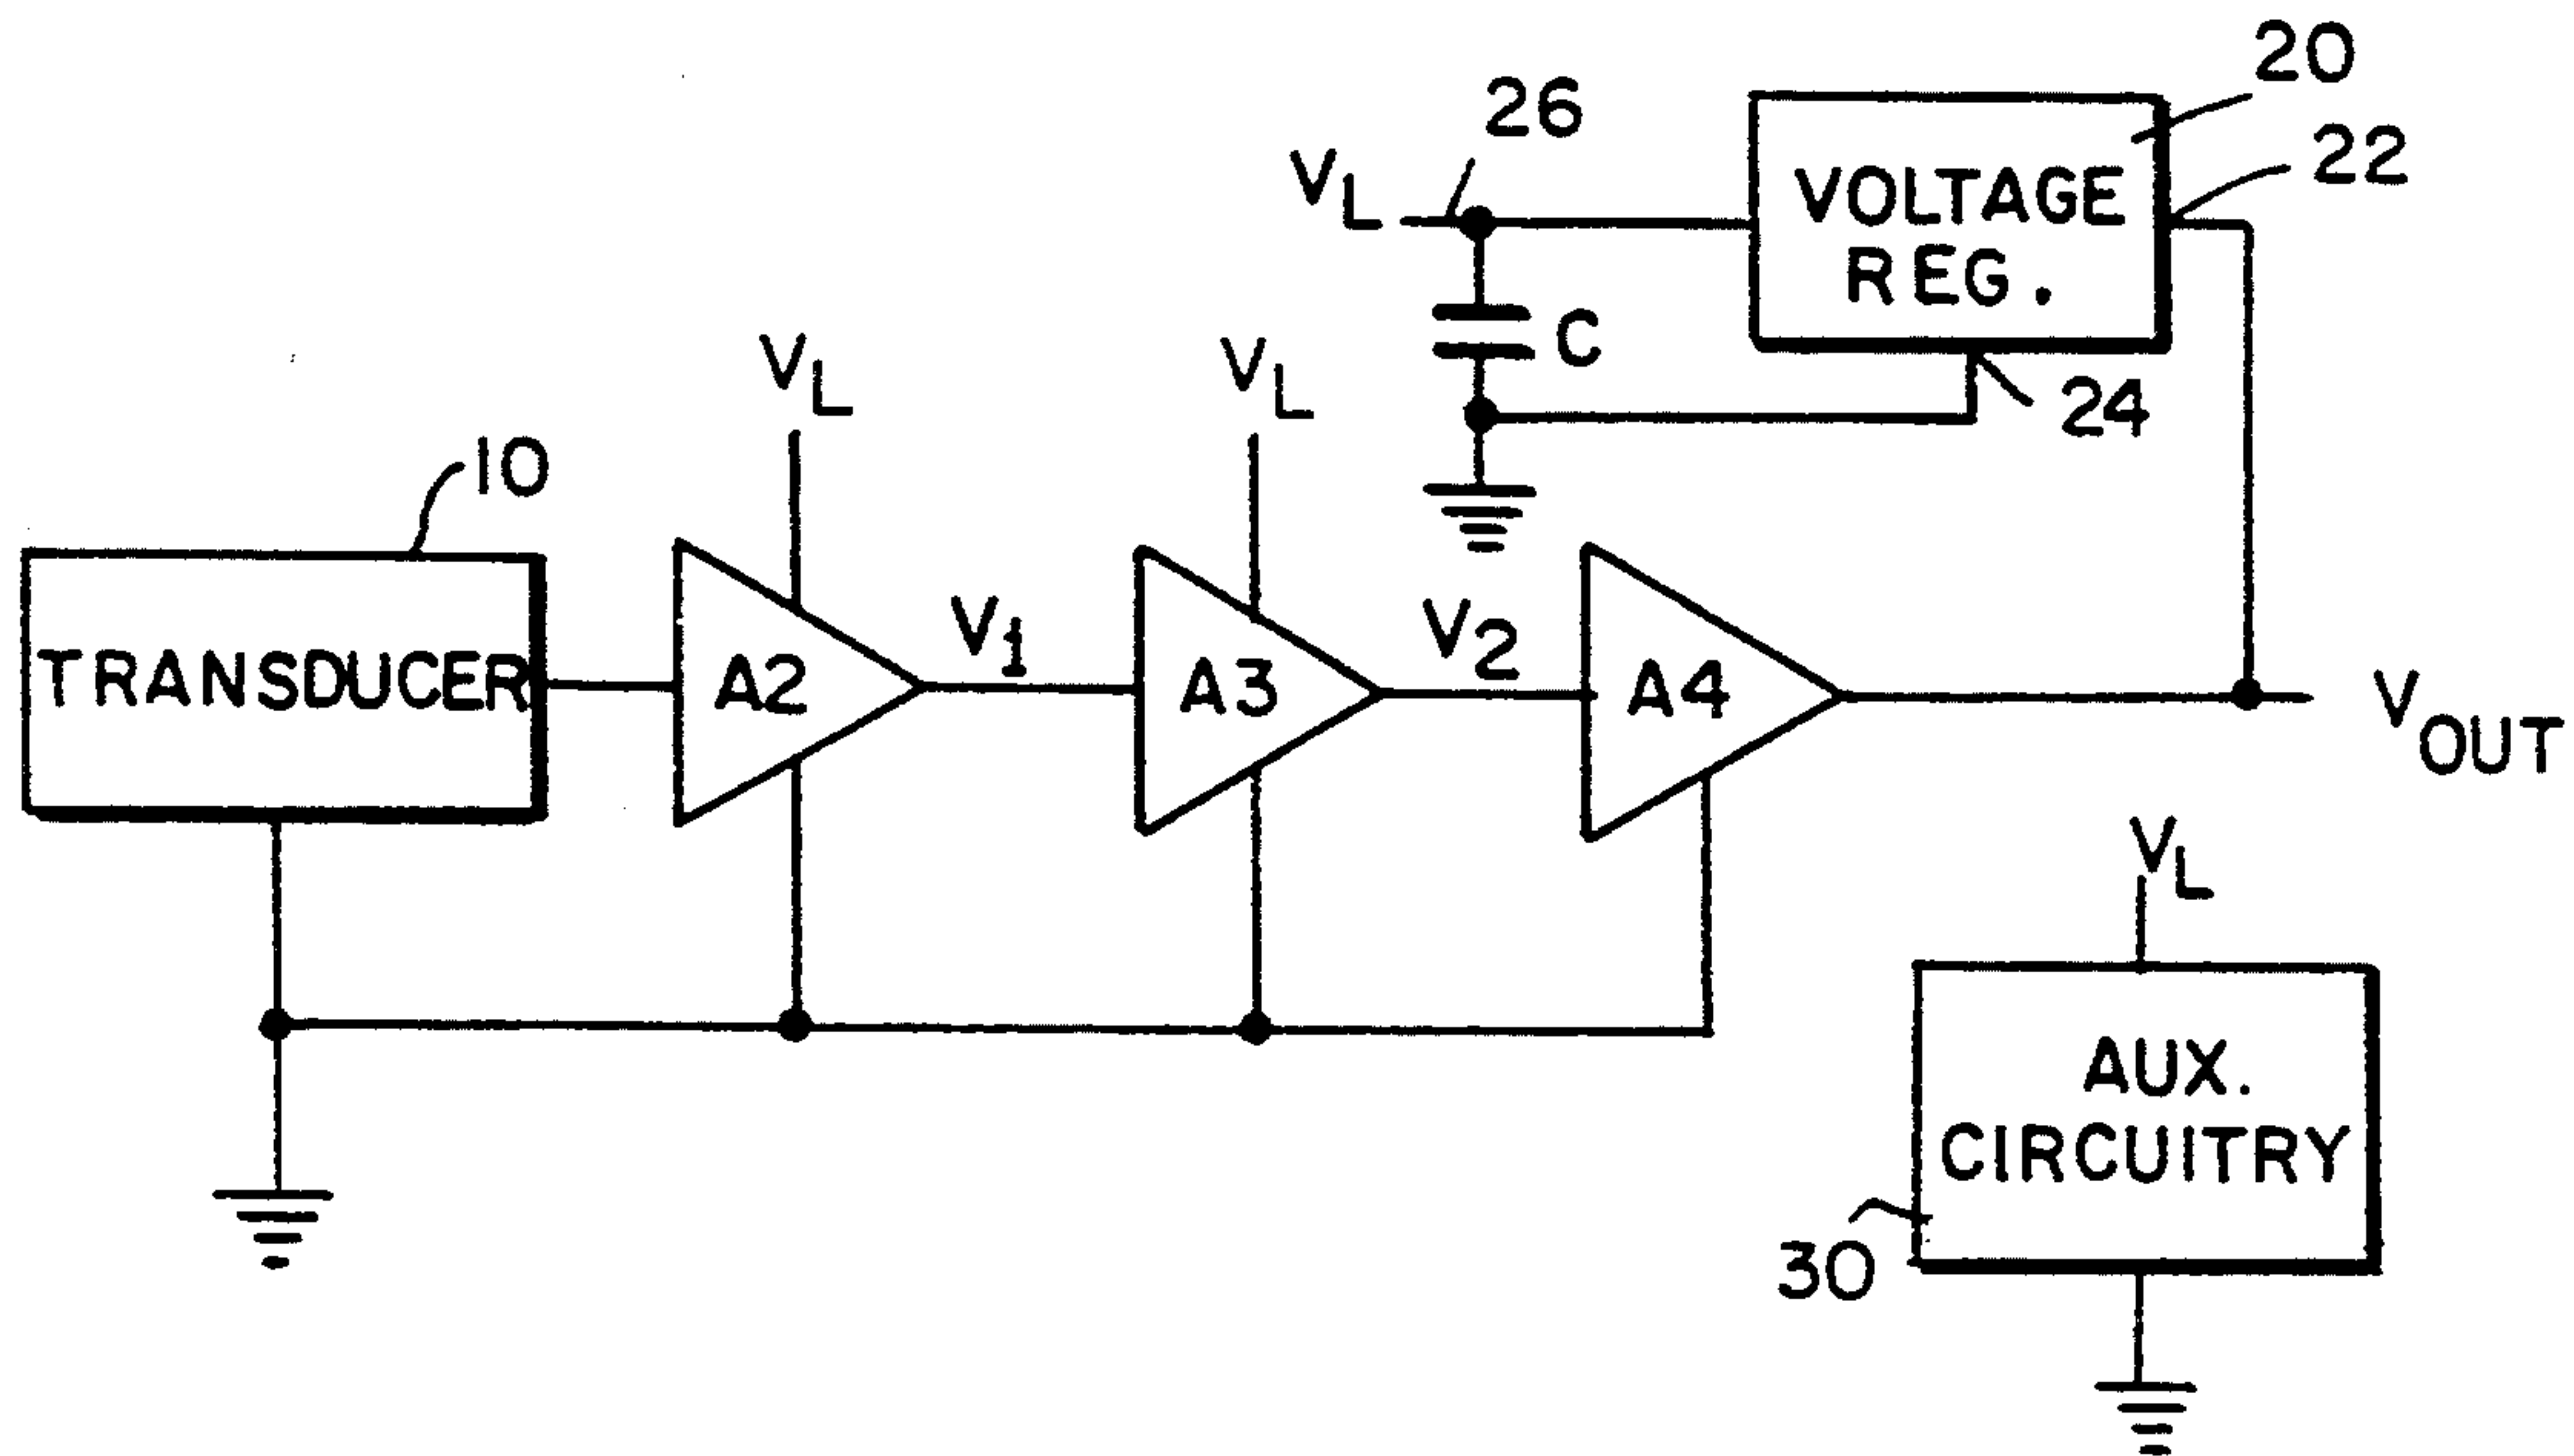 20
26
22
VL
VOLTAGE
REG.
C
24
VL
VL
10
TRANSDUCER
A2
V1
A3
V2
A4
VOUT
VL
AUX.
CIRCUITRY
30